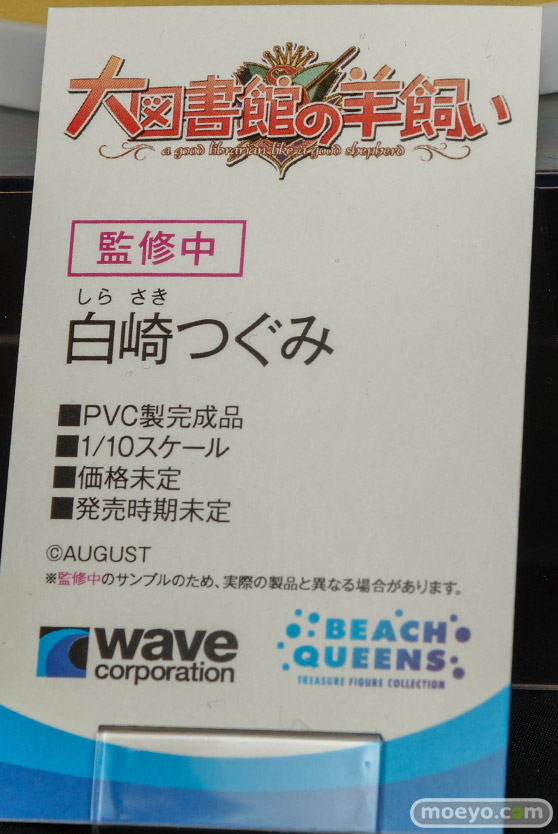 大図書館の羊飼い
a good librarian like a good shepherd
監修中
しら さき
白崎つぐみ
■PVC製完成品
■1/10スケール
■価格未定
■発売時期未定
©AUGUST
※監修中のサンプルのため、実際の製品と異なる場合があります。
wave
corporation
BEACH
QUEENS
TREASURE FIGURE COLLECTION
moeyo.com